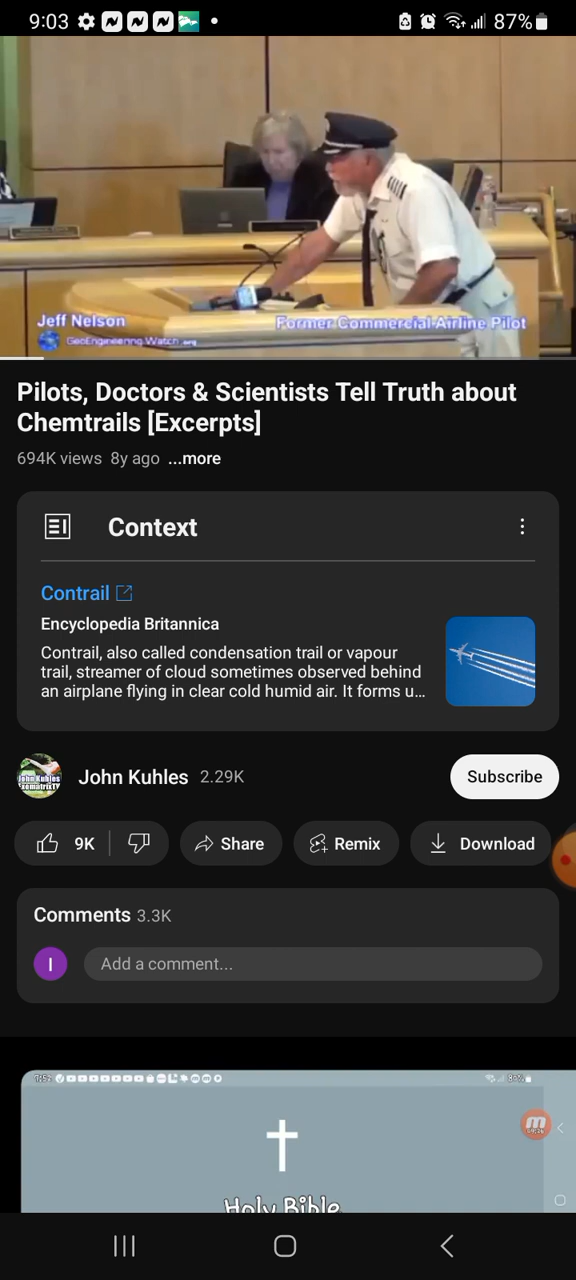 9:03
87%
Jeff Nelson
Former Commercial Airline Pilot
GeoEngineering Watch.org
Pilots, Doctors & Scientists Tell Truth about
Chemtrails [Excerpts]
694K views 8y ago ...more
Context
Contrail
Encyclopedia Britannica
Contrail, also called condensation trail or vapour
trail, streamer of cloud sometimes observed behind
an airplane flying in clear cold humid air. It forms u...
John Kuhles 2.29K
Subscribe
9K
Share
Remix
Download
Comments 3.3K
I
Add a comment...
Holy Bible